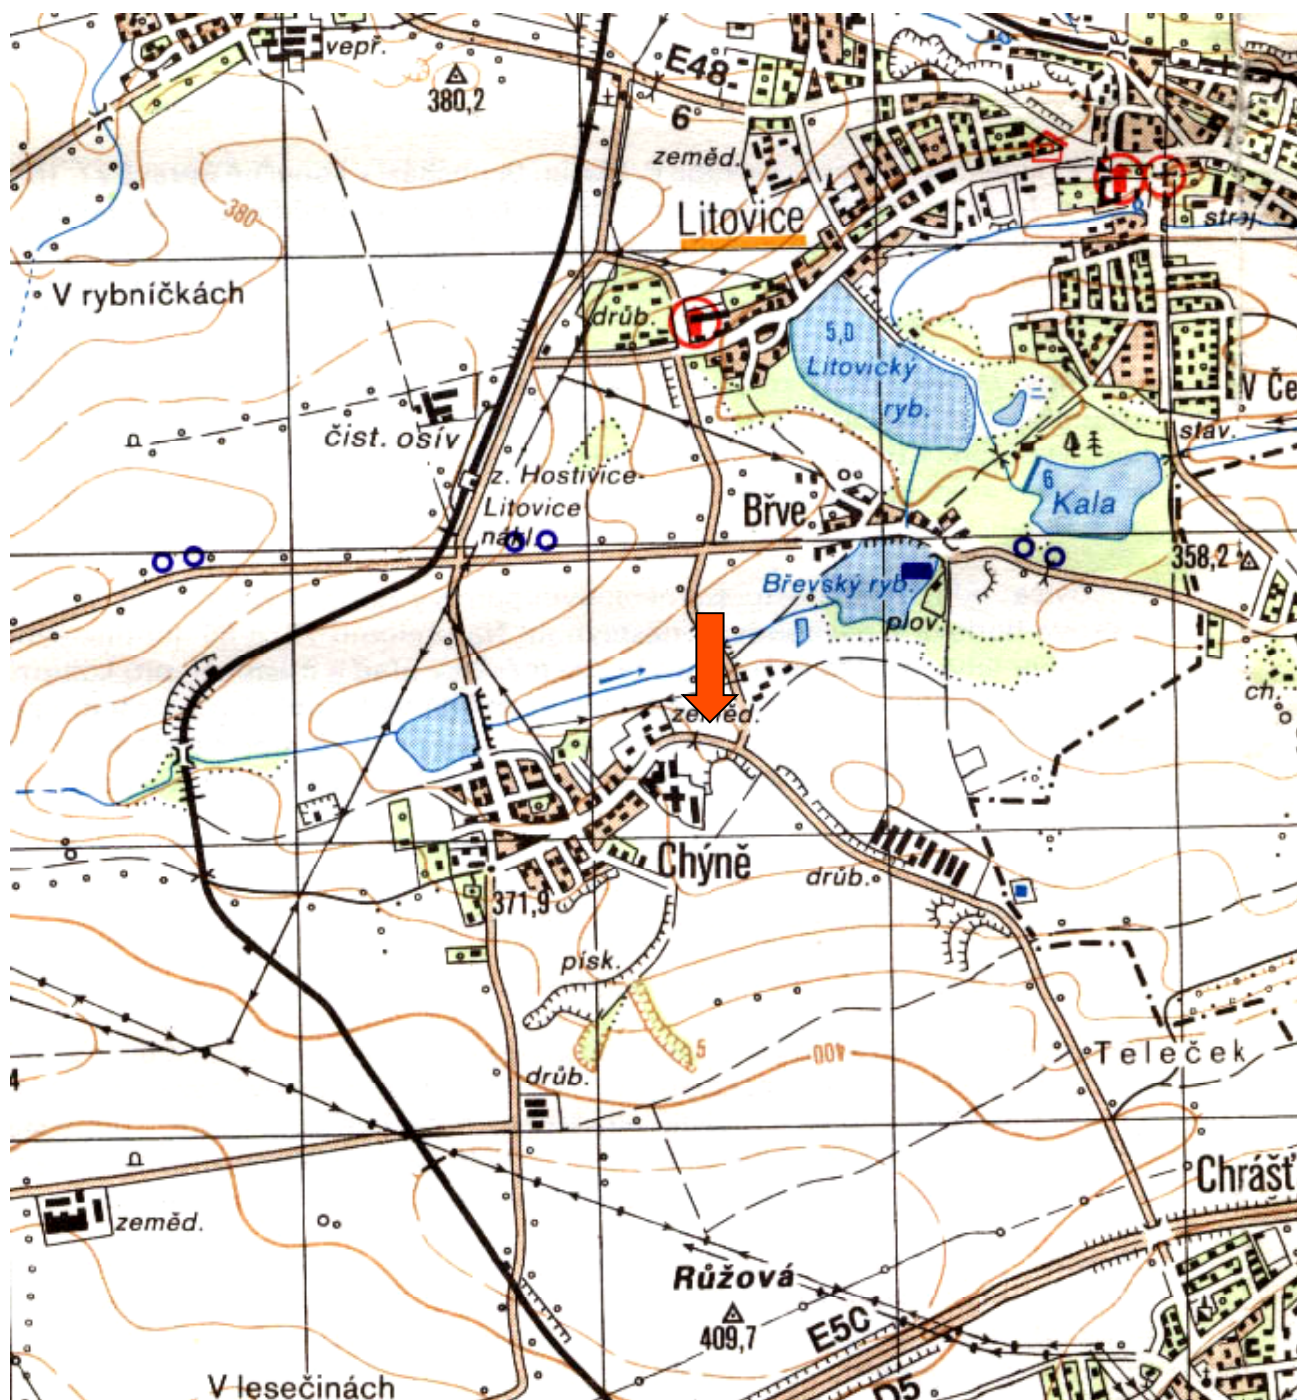 vepř.
E48
380,2
6
zeměd.
380
Litovice
stroj.
V rybníčkách
drůb.
5,0
Litovický
ryb.
V Če
čist. osiv
stav.
z. Hostivice-
Litovice
nákl.
6
Kala
Břve
358,2
Břevský ryb.
plov.
ch.
zeměd.
Chýně
drůb.
371,9
písk.
5
400
Teleček
4
drůb.
Chrášť
zeměd.
Růžová
409,7
E50
D5
V lesečinách